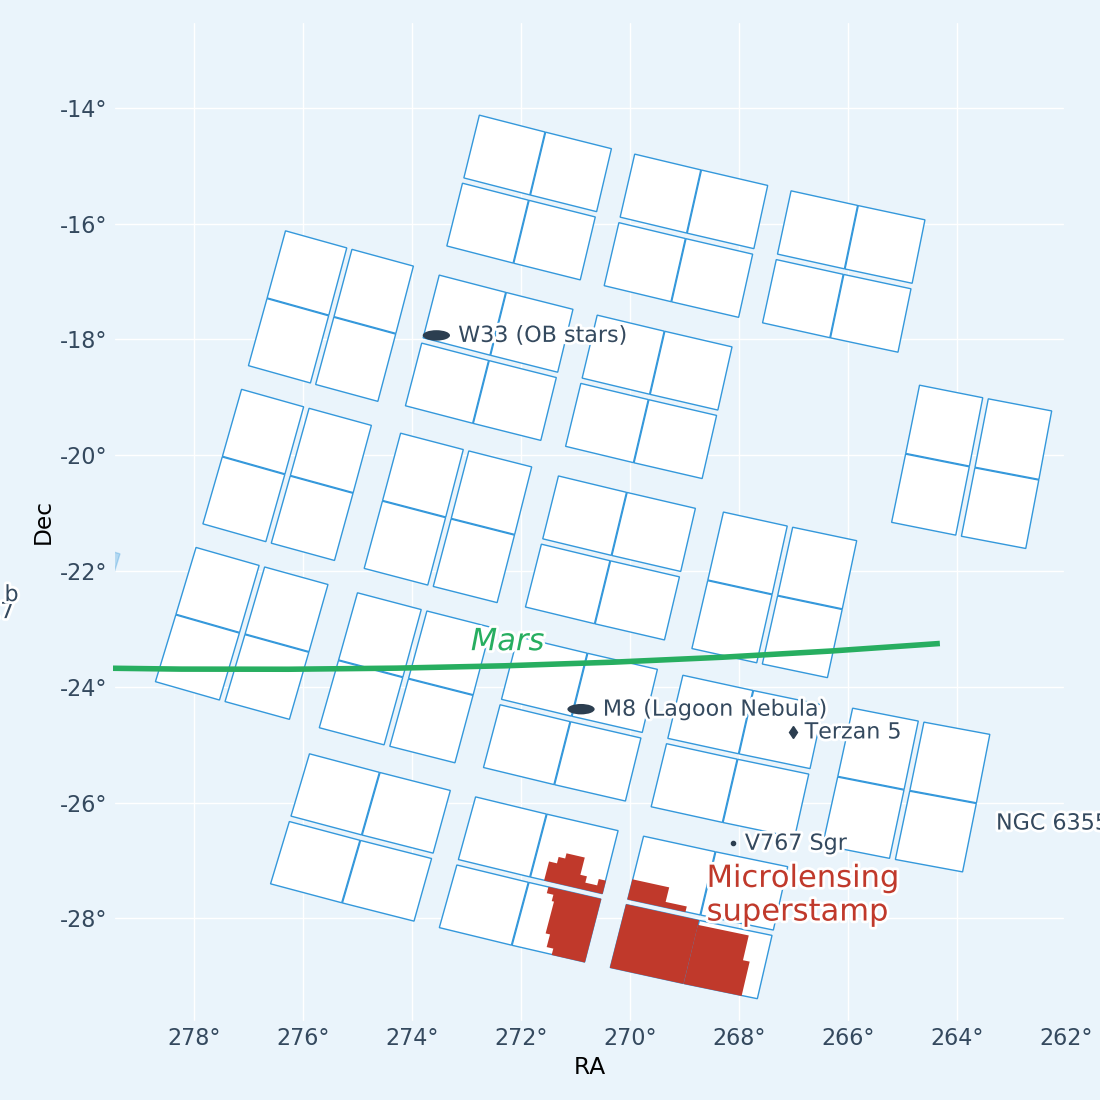 -14°
-16°
W33 (OB stars)
-18°
-20°
Dec
-22°
b
7
Mars
-24°
M8 (Lagoon Nebula)
Terzan 5
-26°
NGC 6355
V767 Sgr
Microlensing
superstamp
-28°
278° 276° 274° 272° 270° 268° 266° 264° 262°
RA